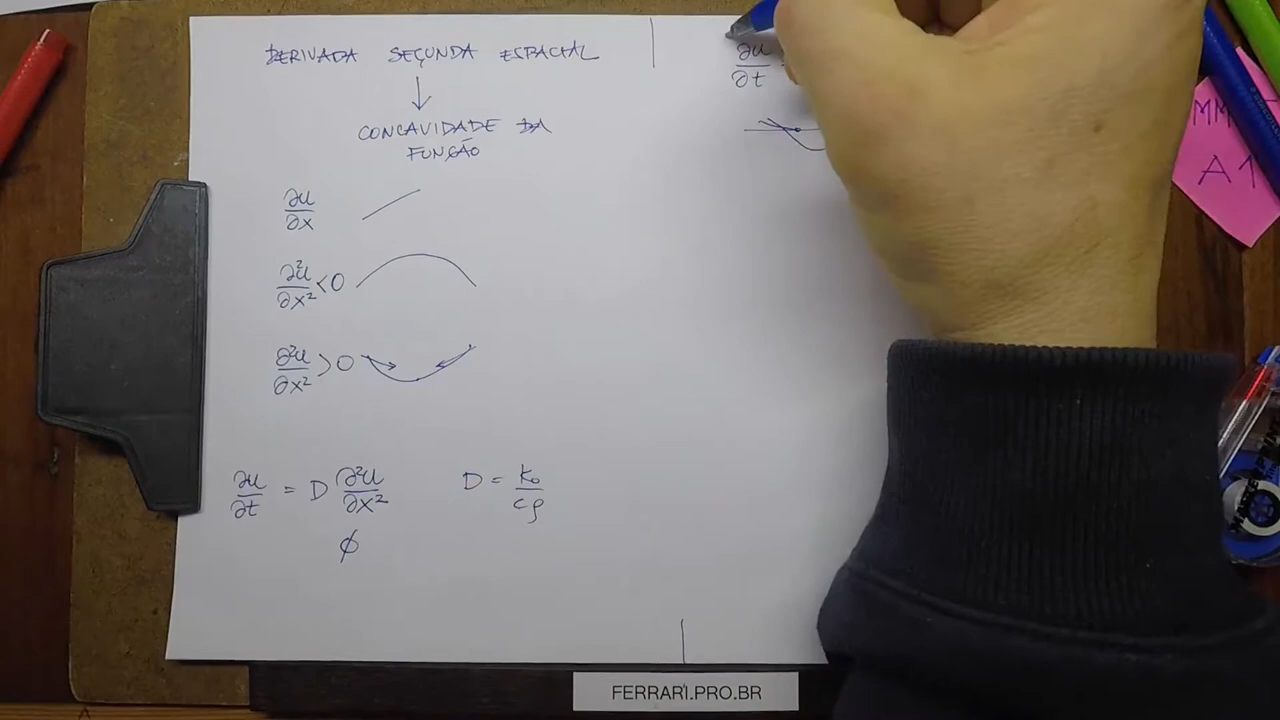 DERIVADA SEGUNDA ESPACIAL
↓
CONCAVIDADE DA
FUNÇÃO
∂u/∂x
∂²u/∂x² < 0
∂²u/∂x² > 0
∂u/∂t = D ∂²u/∂x²
ϕ
D = k₀/cρ
∂u/∂t
A1
FERRARI.PRO.BR